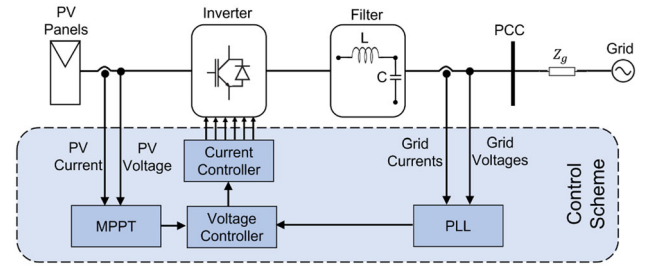 PV
Panels
Inverter
Filter
L
C
PCC
Zg
Grid
PV
Current
PV
Voltage
Current
Controller
Grid
Currents
Grid
Voltages
MPPT
Voltage
Controller
PLL
Control
Scheme